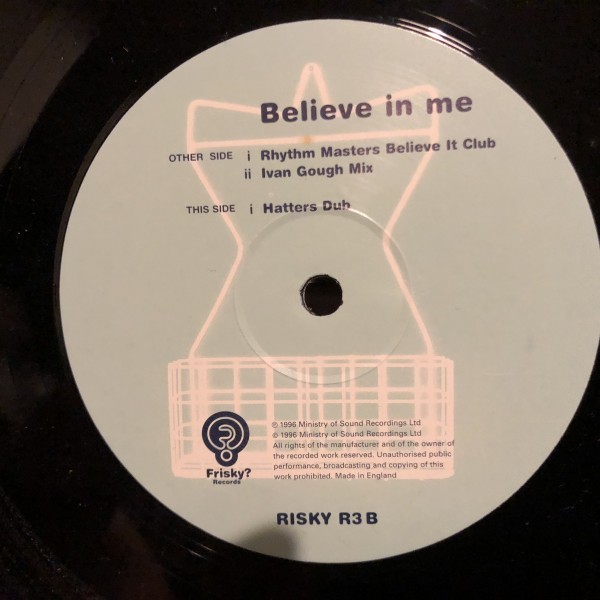 Believe in me
OTHER SIDE i Rhythm Masters Believe It Club
ii Ivan Gough Mix
THIS SIDE i Hatters Dub
© 1996 Ministry of Sound Recordings Ltd
© 1996 Ministry of Sound Recordings Ltd
All rights of the manufacturer and of the owner of
the recorded work reserved. Unauthorised public
performance, broadcasting and copying of this
work prohibited. Made in England
?
Frisky?
Records
RISKY R3 B